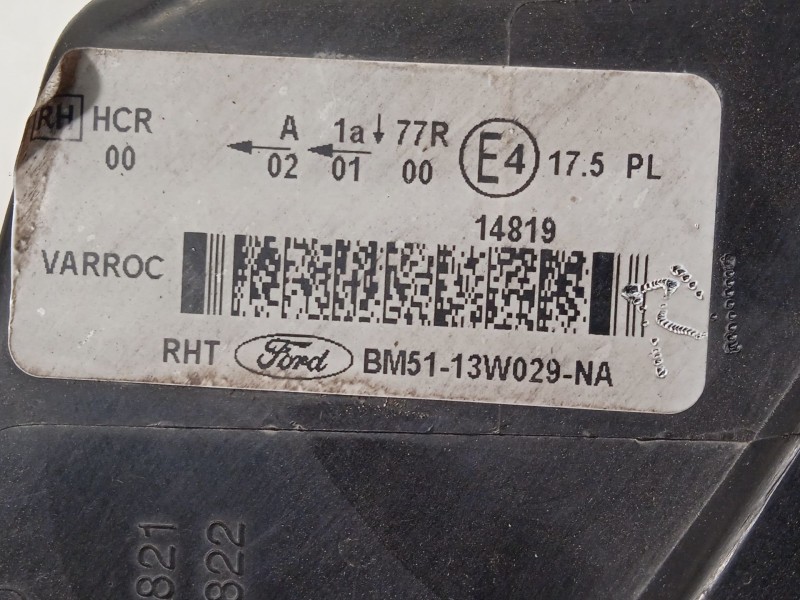 RH HCR A 1a 77R E4 17.5 PL
00 02 01 00
14819
VARROC
RHT Ford BM51-13W029-NA
821
822